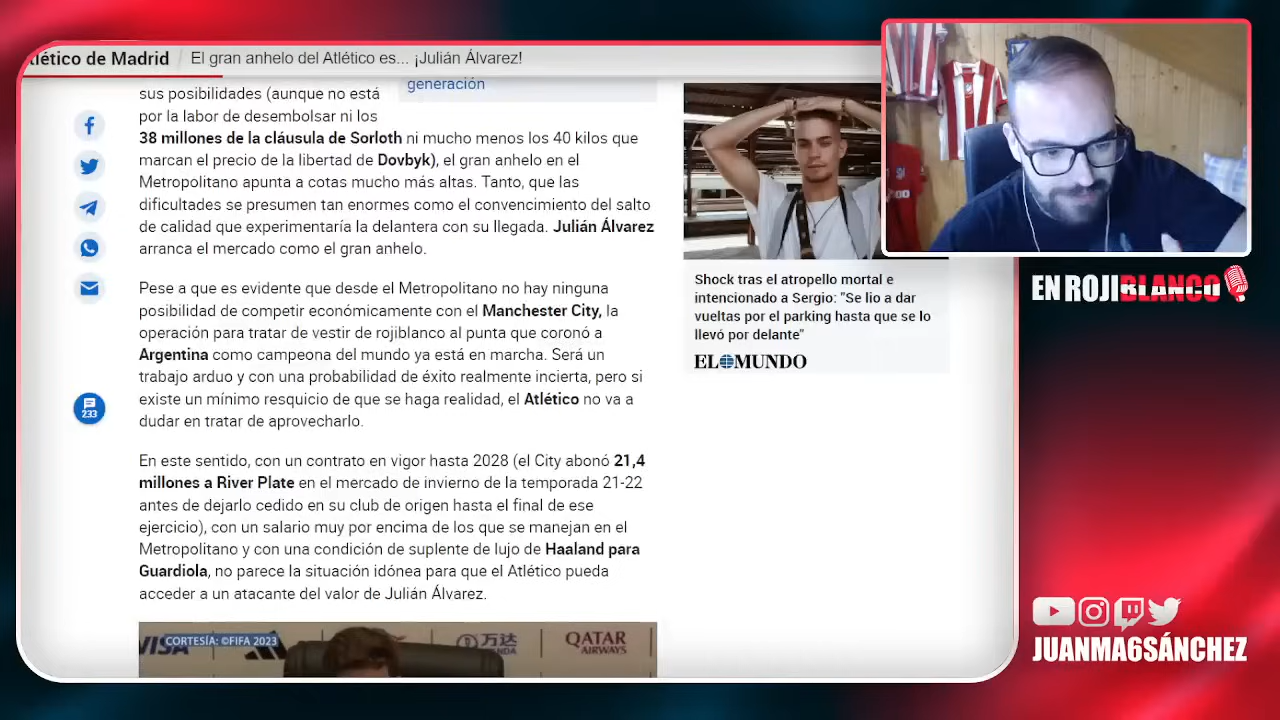 tlético de Madrid / El gran anhelo del Atlético es... ¡Julián Álvarez!
generación
sus posibilidades (aunque no está
por la labor de desembolsar ni los
38 millones de la cláusula de Sorloth ni mucho menos los 40 kilos que
marcan el precio de la libertad de Dovbyk), el gran anhelo en el
Metropolitano apunta a cotas mucho más altas. Tanto, que las
dificultades se presumen tan enormes como el convencimiento del salto
de calidad que experimentaría la delantera con su llegada. Julián Álvarez
arranca el mercado como el gran anhelo.
Pese a que es evidente que desde el Metropolitano no hay ninguna
posibilidad de competir económicamente con el Manchester City, la
operación para tratar de vestir de rojiblanco al punta que coronó a
Argentina como campeona del mundo ya está en marcha. Será un
trabajo arduo y con una probabilidad de éxito realmente incierta, pero si
existe un mínimo resquicio de que se haga realidad, el Atlético no va a
dudar en tratar de aprovecharlo.
En este sentido, con un contrato en vigor hasta 2028 (el City abonó 21,4
millones a River Plate en el mercado de invierno de la temporada 21-22
antes de dejarlo cedido en su club de origen hasta el final de ese
ejercicio), con un salario muy por encima de los que se manejan en el
Metropolitano y con una condición de suplente de lujo de Haaland para
Guardiola, no parece la situación idónea para que el Atlético pueda
acceder a un atacante del valor de Julián Álvarez.
233
CORTESÍA: ©FIFA 2023
VISA
万达
QATAR
AIRWAYS
Shock tras el atropello mortal e
intencionado a Sergio: "Se lio a dar
vueltas por el parking hasta que se lo
llevó por delante"
EL MUNDO
EN ROJIBLANCO
JUANMA6SÁNCHEZ